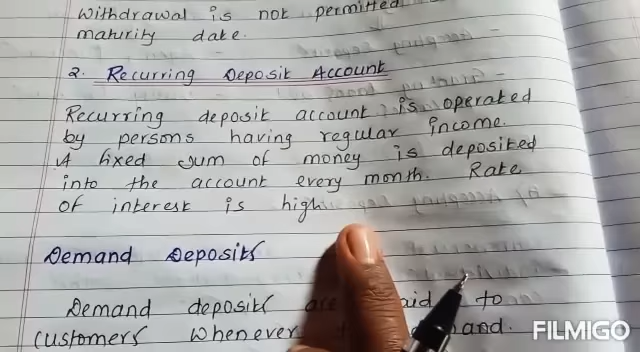 Withdrawal is not permitted
maturity date.
2. Recurring Deposit Account
Recurring deposit account is operated
by persons having regular income.
A fixed sum of money is deposited
into the account every month. Rate
of interest is high
Demand Deposits
Demand deposits are to
customers whenever
FILMIGO